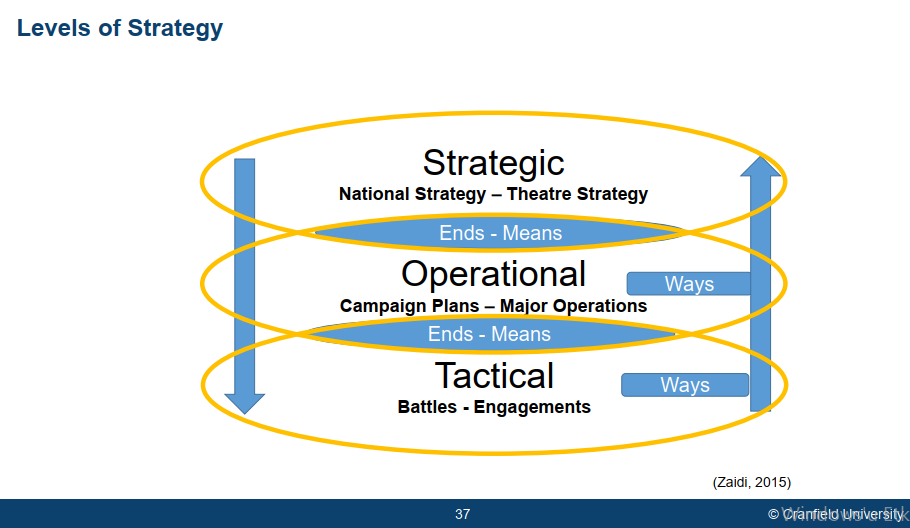 Levels of Strategy
Strategic
National Strategy – Theatre Strategy
Ends - Means
Operational
Ways
Campaign Plans – Major Operations
Ends - Means
Tactical
Ways
Battles - Engagements
(Zaidi, 2015)
37
© Cranfield University